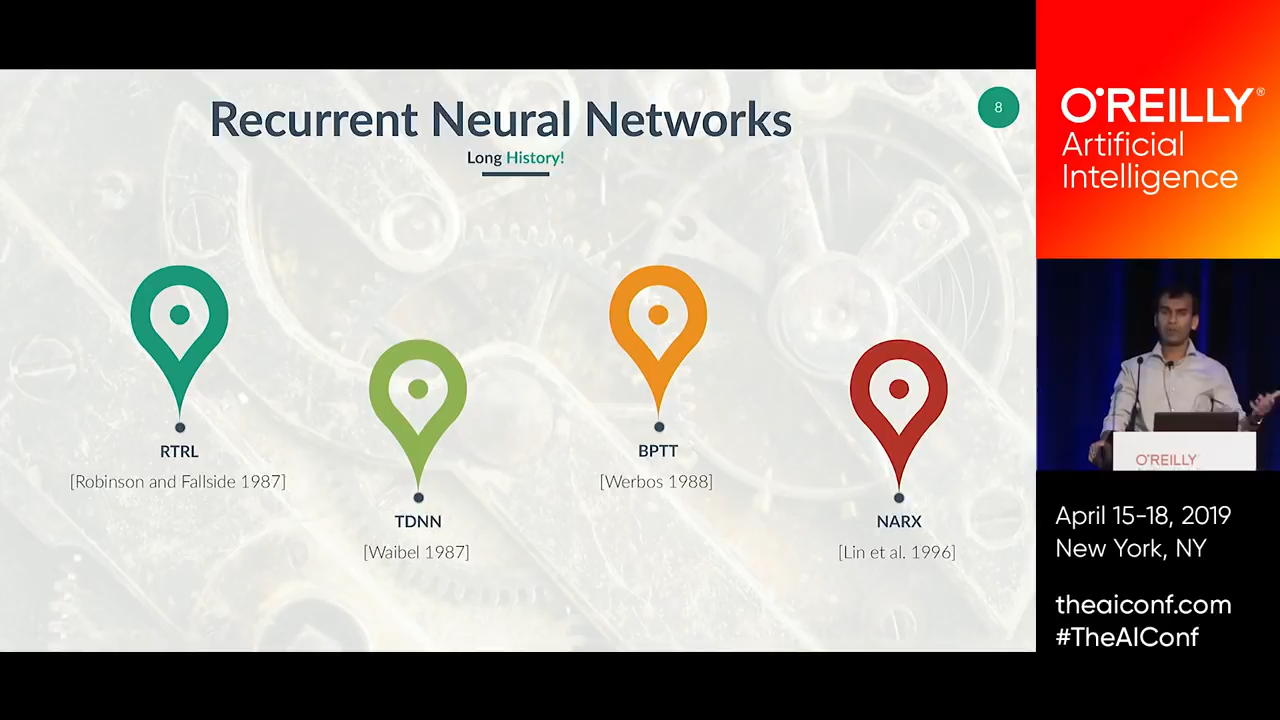 Recurrent Neural Networks
Long History!
8
RTRL
[Robinson and Fallside 1987]
TDNN
[Waibel 1987]
BPTT
[Werbos 1988]
NARX
[Lin et al. 1996]
O'REILLY®
Artificial
Intelligence
O'REILLY
April 15-18, 2019
New York, NY
theaiconf.com
#TheAIConf